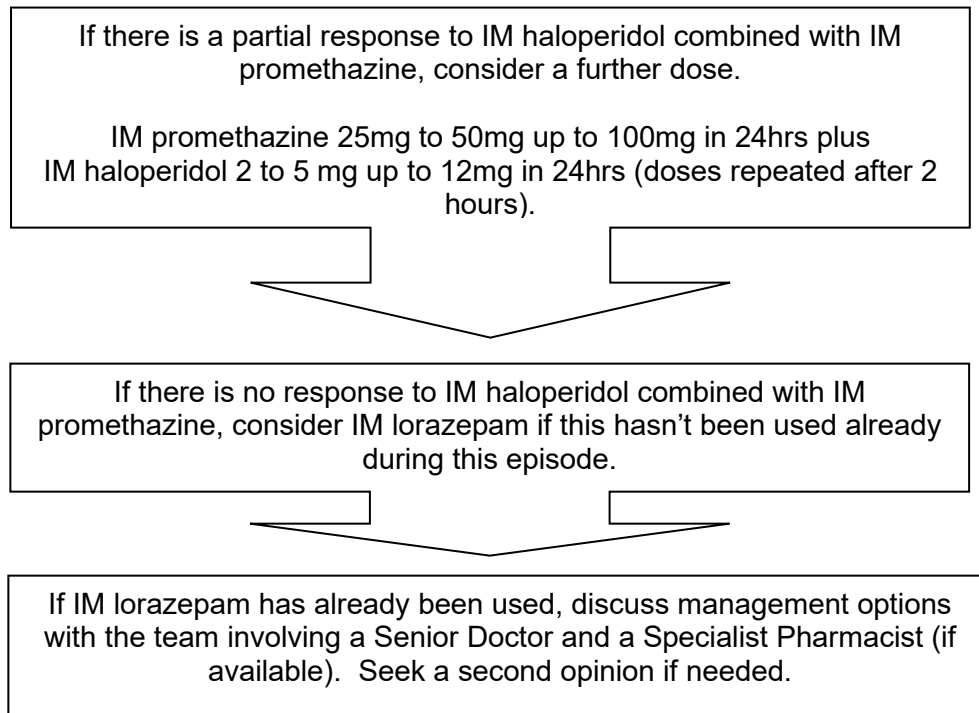 If there is a partial response to IM haloperidol combined with IM
promethazine, consider a further dose.
IM promethazine 25mg to 50mg up to 100mg in 24hrs plus
IM haloperidol 2 to 5 mg up to 12mg in 24hrs (doses repeated after 2
hours).
If there is no response to IM haloperidol combined with IM
promethazine, consider IM lorazepam if this hasn’t been used already
during this episode.
If IM lorazepam has already been used, discuss management options
with the team involving a Senior Doctor and a Specialist Pharmacist (if
available).  Seek a second opinion if needed.